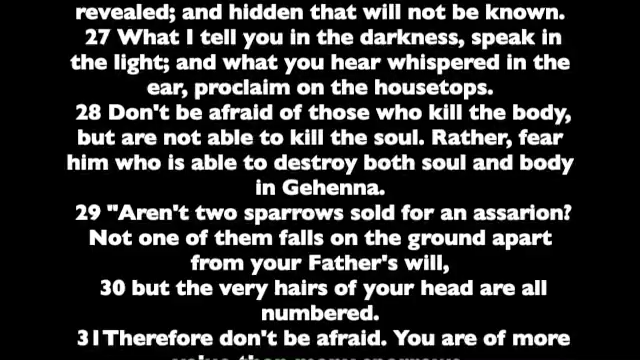 revealed; and hidden that will not be known.
27 What I tell you in the darkness, speak in
the light; and what you hear whispered in the
ear, proclaim on the housetops.
28 Don't be afraid of those who kill the body,
but are not able to kill the soul. Rather, fear
him who is able to destroy both soul and body
in Gehenna.
29 "Aren't two sparrows sold for an assarion?
Not one of them falls on the ground apart
from your Father's will,
30 but the very hairs of your head are all
numbered.
31Therefore don't be afraid. You are of more
value than many sparrows